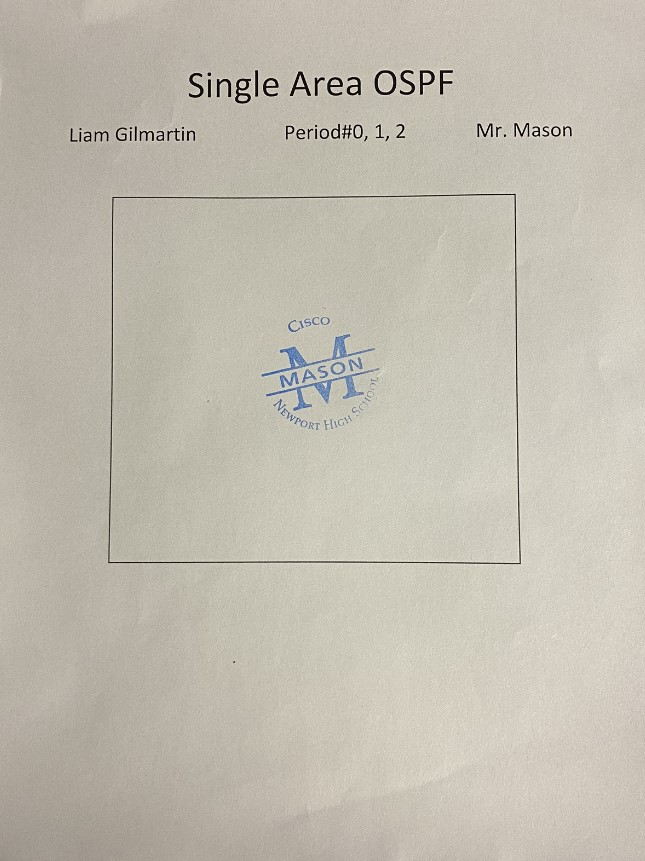 Single Area OSPF
Liam Gilmartin Period#0, 1, 2 Mr. Mason
CISCO
M
MASON
NEWPORT HIGH SCHOOL